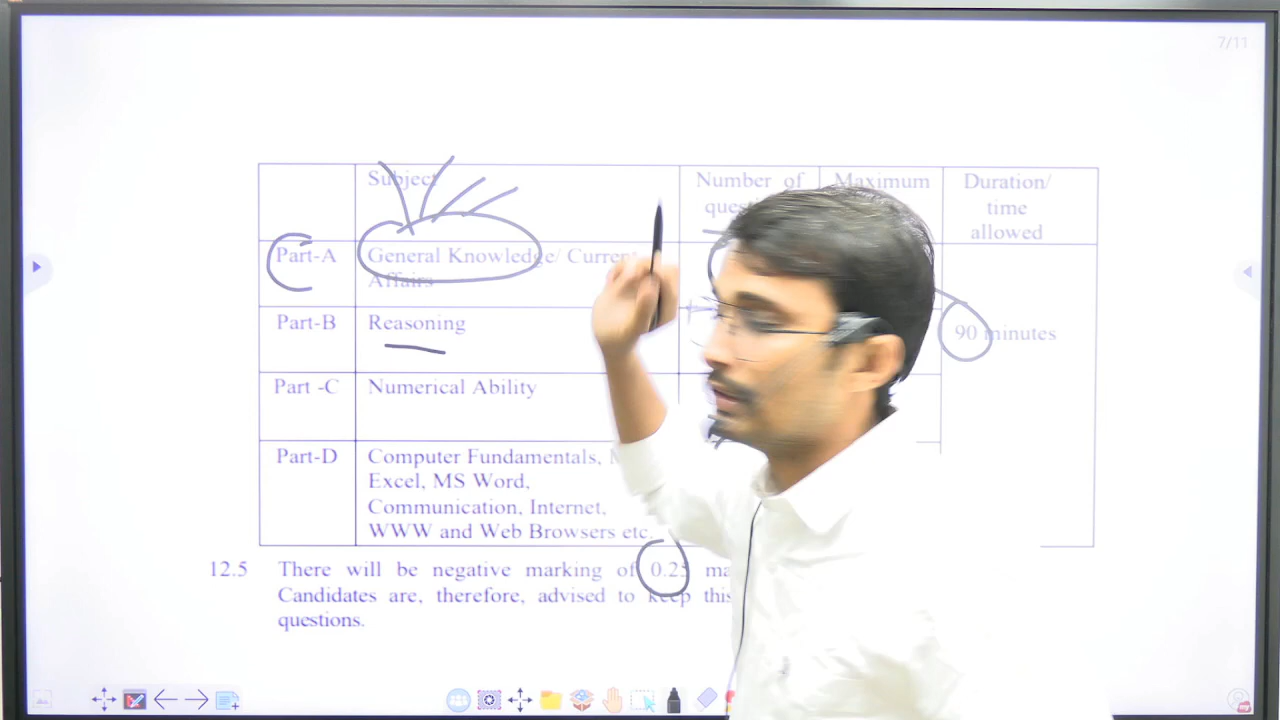 7/11
Subject
Number of
Maximum
Duration/
time
allowed
Part-A
General Knowledge/
Affairs
Part-B
Reasoning
90 minutes
Part -C
Numerical Ability
Part-D
Computer Fundamentals,
Excel, MS Word,
Communication, Internet,
WWW and Web Browsers etc.
12.5 There will be negative marking of 0.25
Candidates are, therefore, advised to keep this
questions.